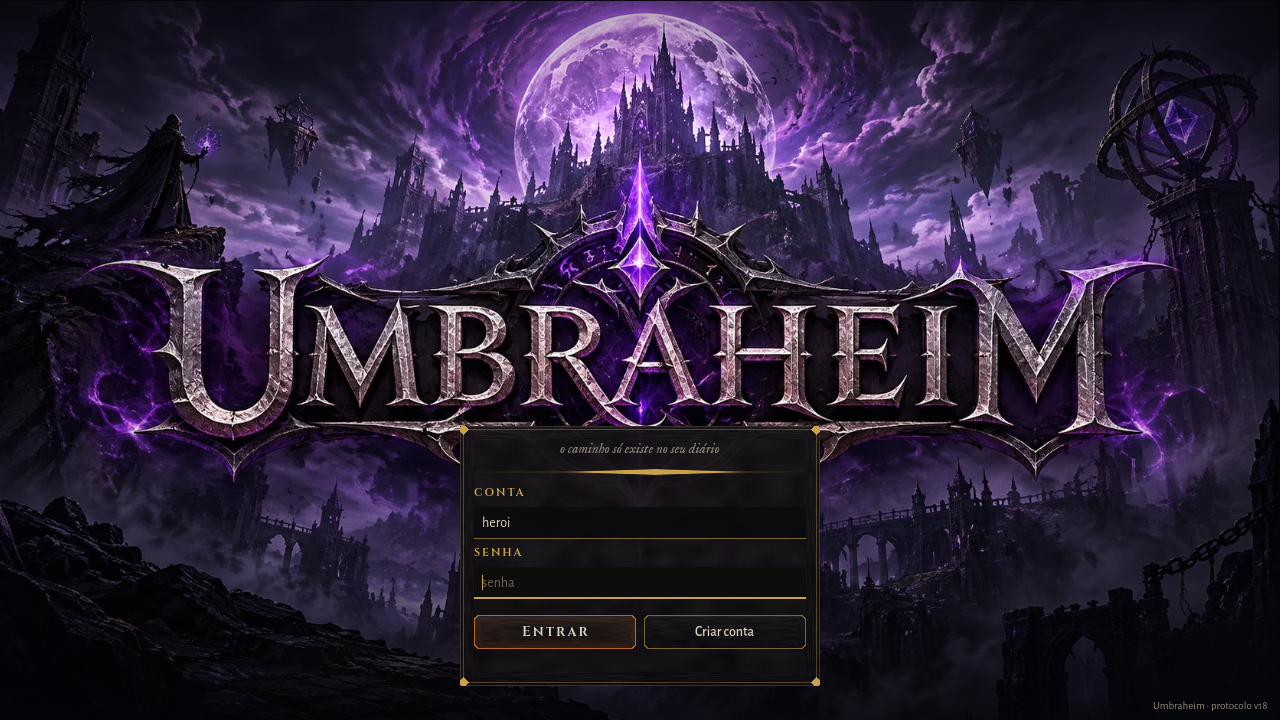 UMBRAHEIM
o caminho só existe no seu diário
CONTA
heroi
SENHA
senha
ENTRAR
Criar conta
Umbraheim · protocolo v18